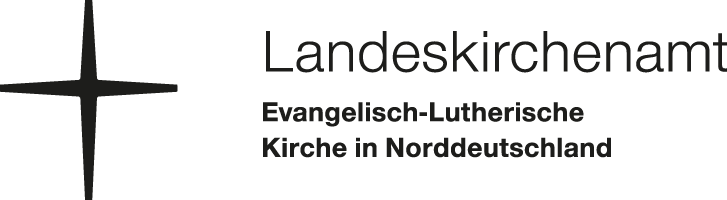 Landeskirchenamt
Evangelisch-Lutherische
Kirche in Norddeutschland